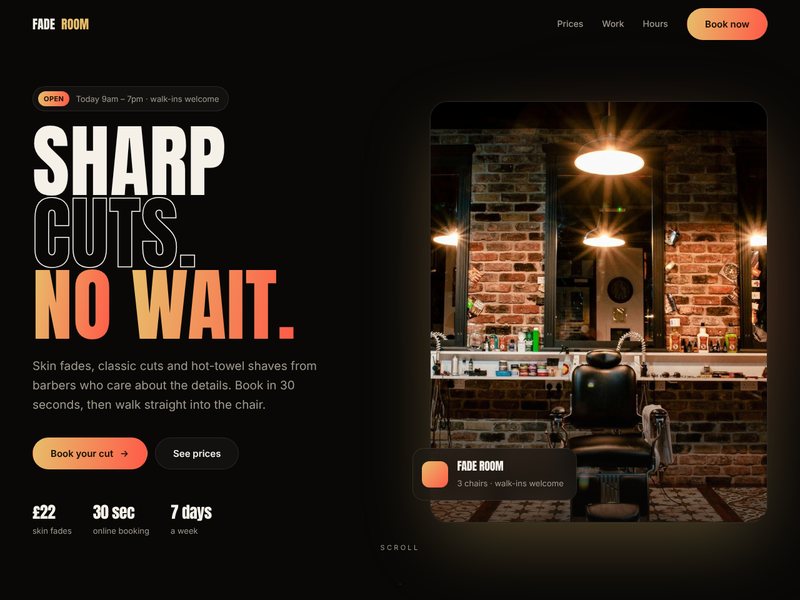 FADE ROOM
Prices
Work
Hours
Book now
OPEN
Today 9am – 7pm · walk-ins welcome
SHARP
CUTS.
NO WAIT.
Skin fades, classic cuts and hot-towel shaves from
barbers who care about the details. Book in 30
seconds, then walk straight into the chair.
Book your cut →
See prices
£22
30 sec
7 days
skin fades
online booking
a week
FADE ROOM
3 chairs · walk-ins welcome
SCROLL